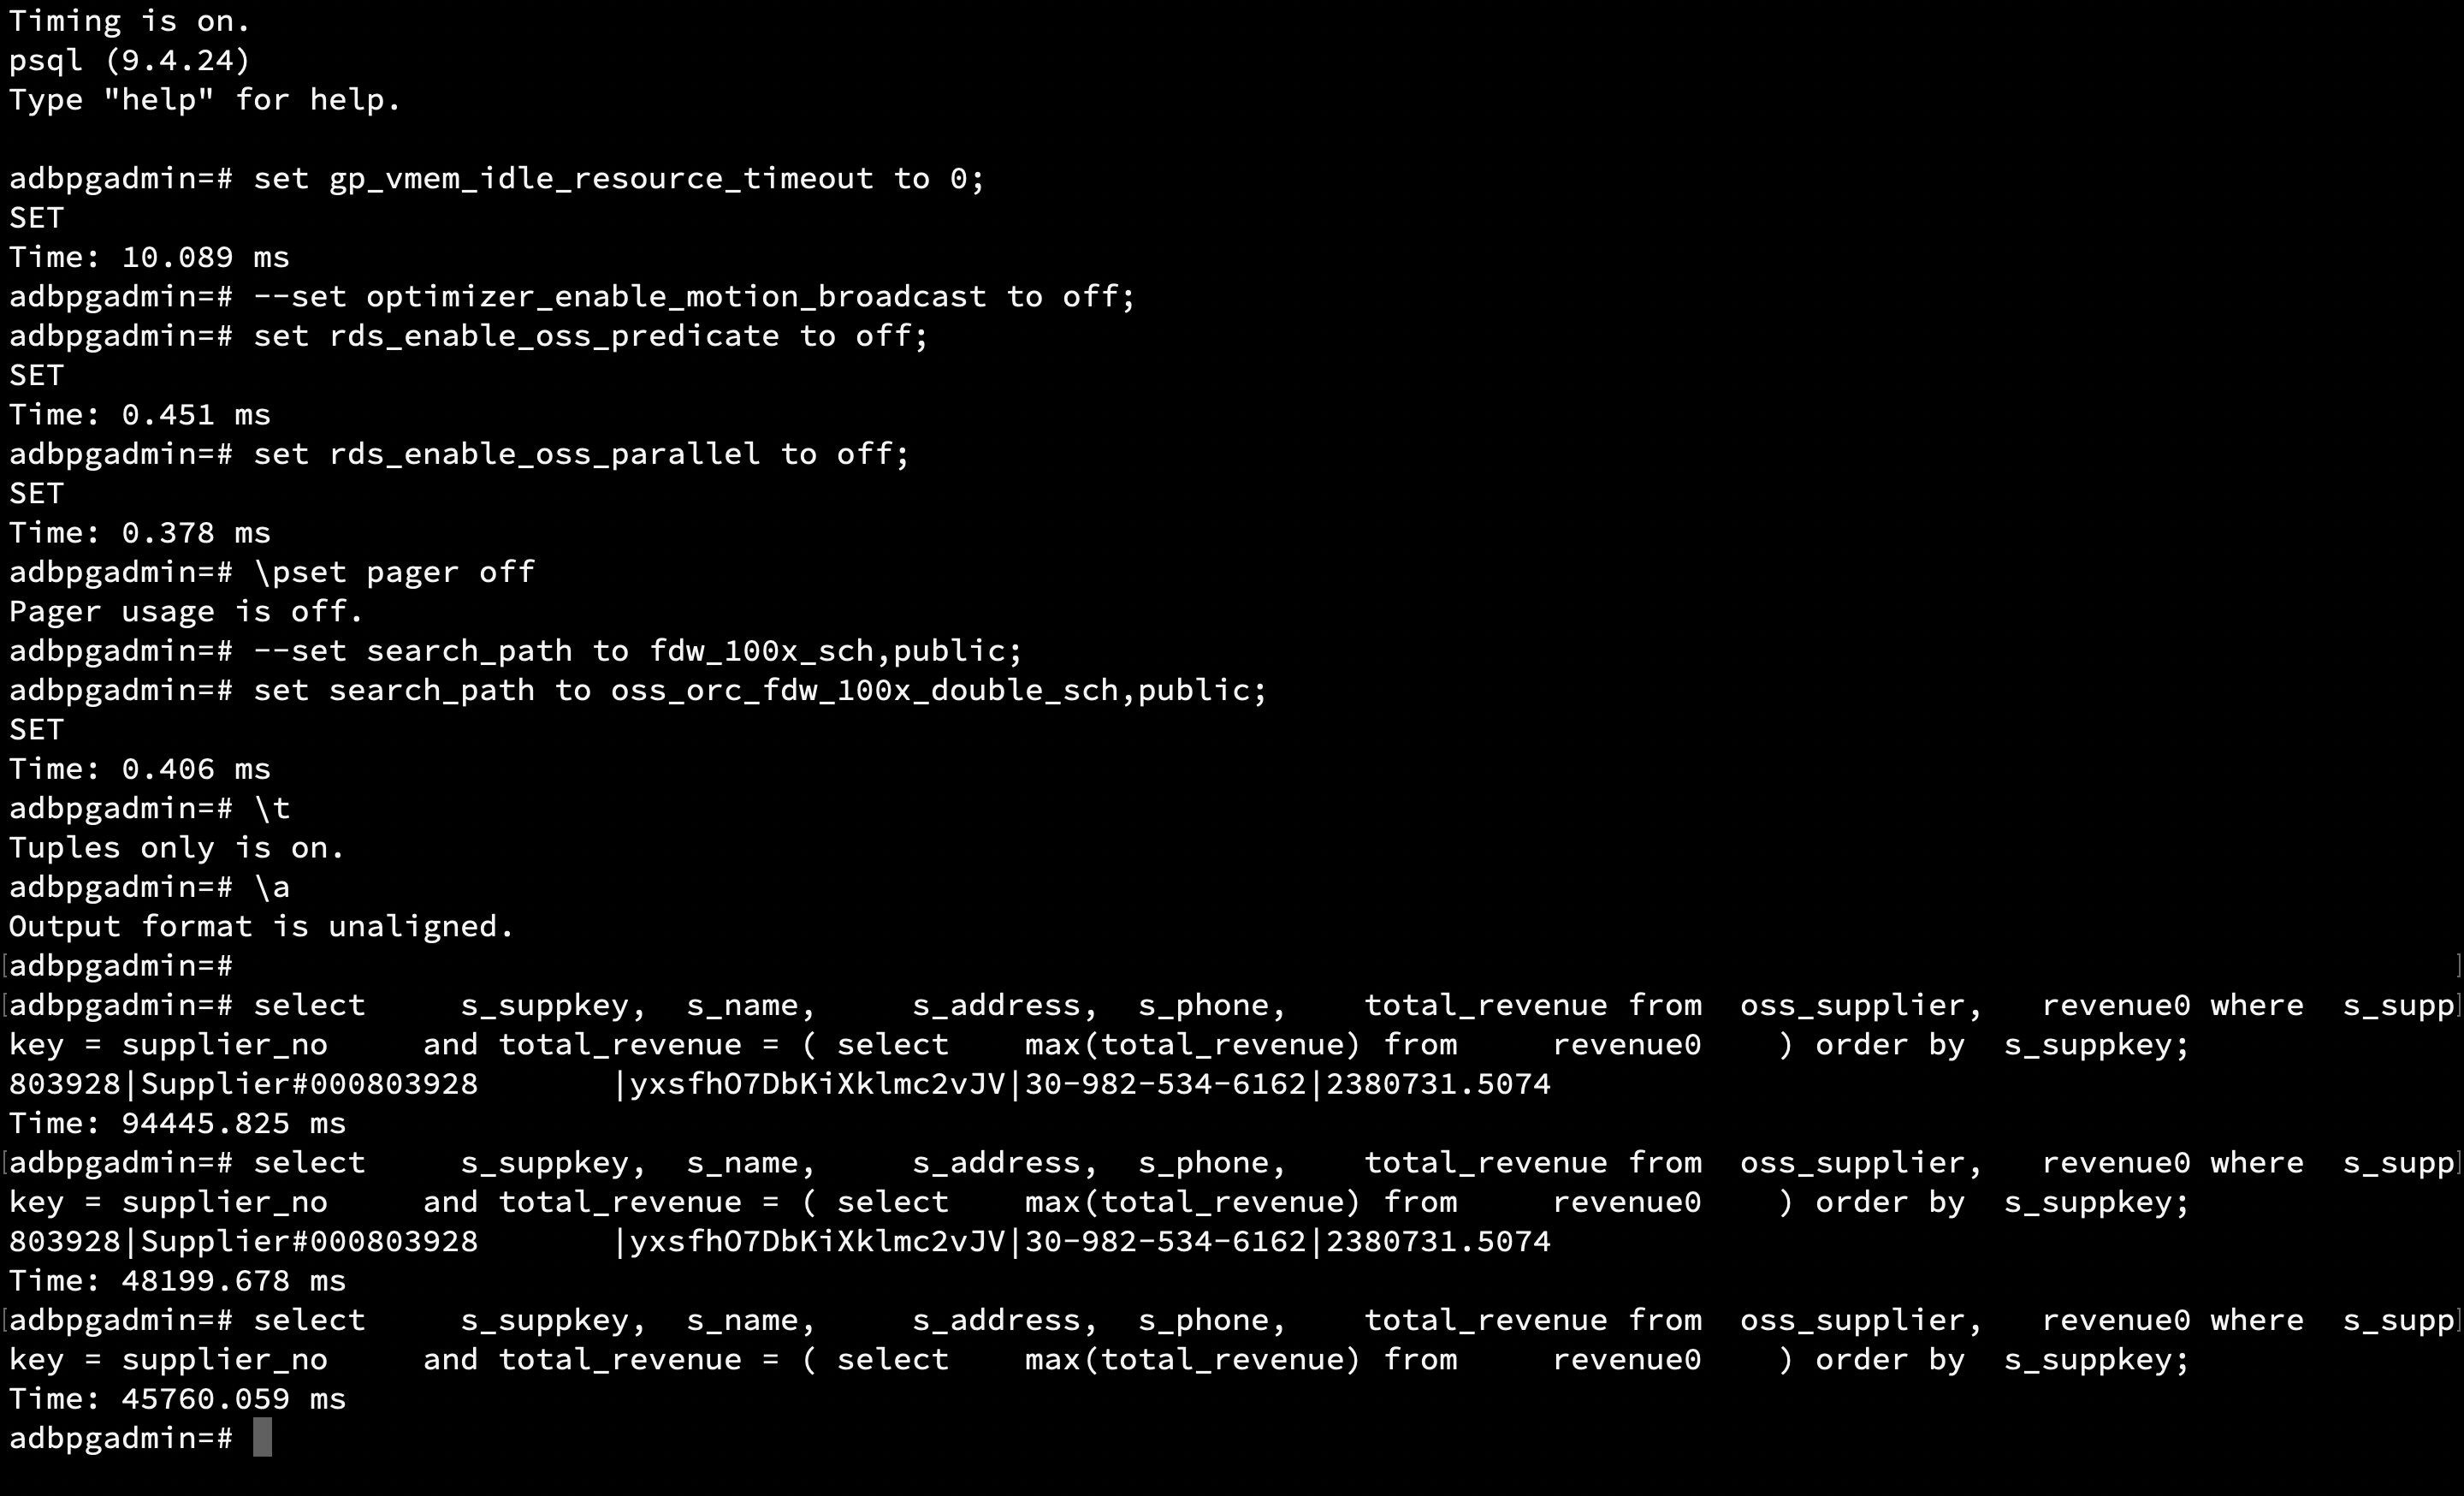 Timing is on.
psql (9.4.24)
Type "help" for help.

adbpgadmin=# set gp_vmem_idle_resource_timeout to 0;
SET
Time: 10.089 ms
adbpgadmin=# --set optimizer_enable_motion_broadcast to off;
adbpgadmin=# set rds_enable_oss_predicate to off;
SET
Time: 0.451 ms
adbpgadmin=# set rds_enable_oss_parallel to off;
SET
Time: 0.378 ms
adbpgadmin=# \pset pager off
Pager usage is off.
adbpgadmin=# --set search_path to fdw_100x_sch,public;
adbpgadmin=# set search_path to oss_orc_fdw_100x_double_sch,public;
SET
Time: 0.406 ms
adbpgadmin=# \t
Tuples only is on.
adbpgadmin=# \a
Output format is unaligned.
[adbpgadmin=# ]
[adbpgadmin=# select     s_suppkey,  s_name,     s_address,  s_phone,    total_revenue from  oss_supplier,   revenue0 where  s_supp]
key = supplier_no     and total_revenue = ( select    max(total_revenue) from     revenue0    ) order by  s_suppkey;
803928|Supplier#000803928       |yxsfhO7DbKiXklmc2vJV|30-982-534-6162|2380731.5074
Time: 94445.825 ms
[adbpgadmin=# select     s_suppkey,  s_name,     s_address,  s_phone,    total_revenue from  oss_supplier,   revenue0 where  s_supp]
key = supplier_no     and total_revenue = ( select    max(total_revenue) from     revenue0    ) order by  s_suppkey;
803928|Supplier#000803928       |yxsfhO7DbKiXklmc2vJV|30-982-534-6162|2380731.5074
Time: 48199.678 ms
[adbpgadmin=# select     s_suppkey,  s_name,     s_address,  s_phone,    total_revenue from  oss_supplier,   revenue0 where  s_supp]
key = supplier_no     and total_revenue = ( select    max(total_revenue) from     revenue0    ) order by  s_suppkey;
Time: 45760.059 ms
adbpgadmin=#